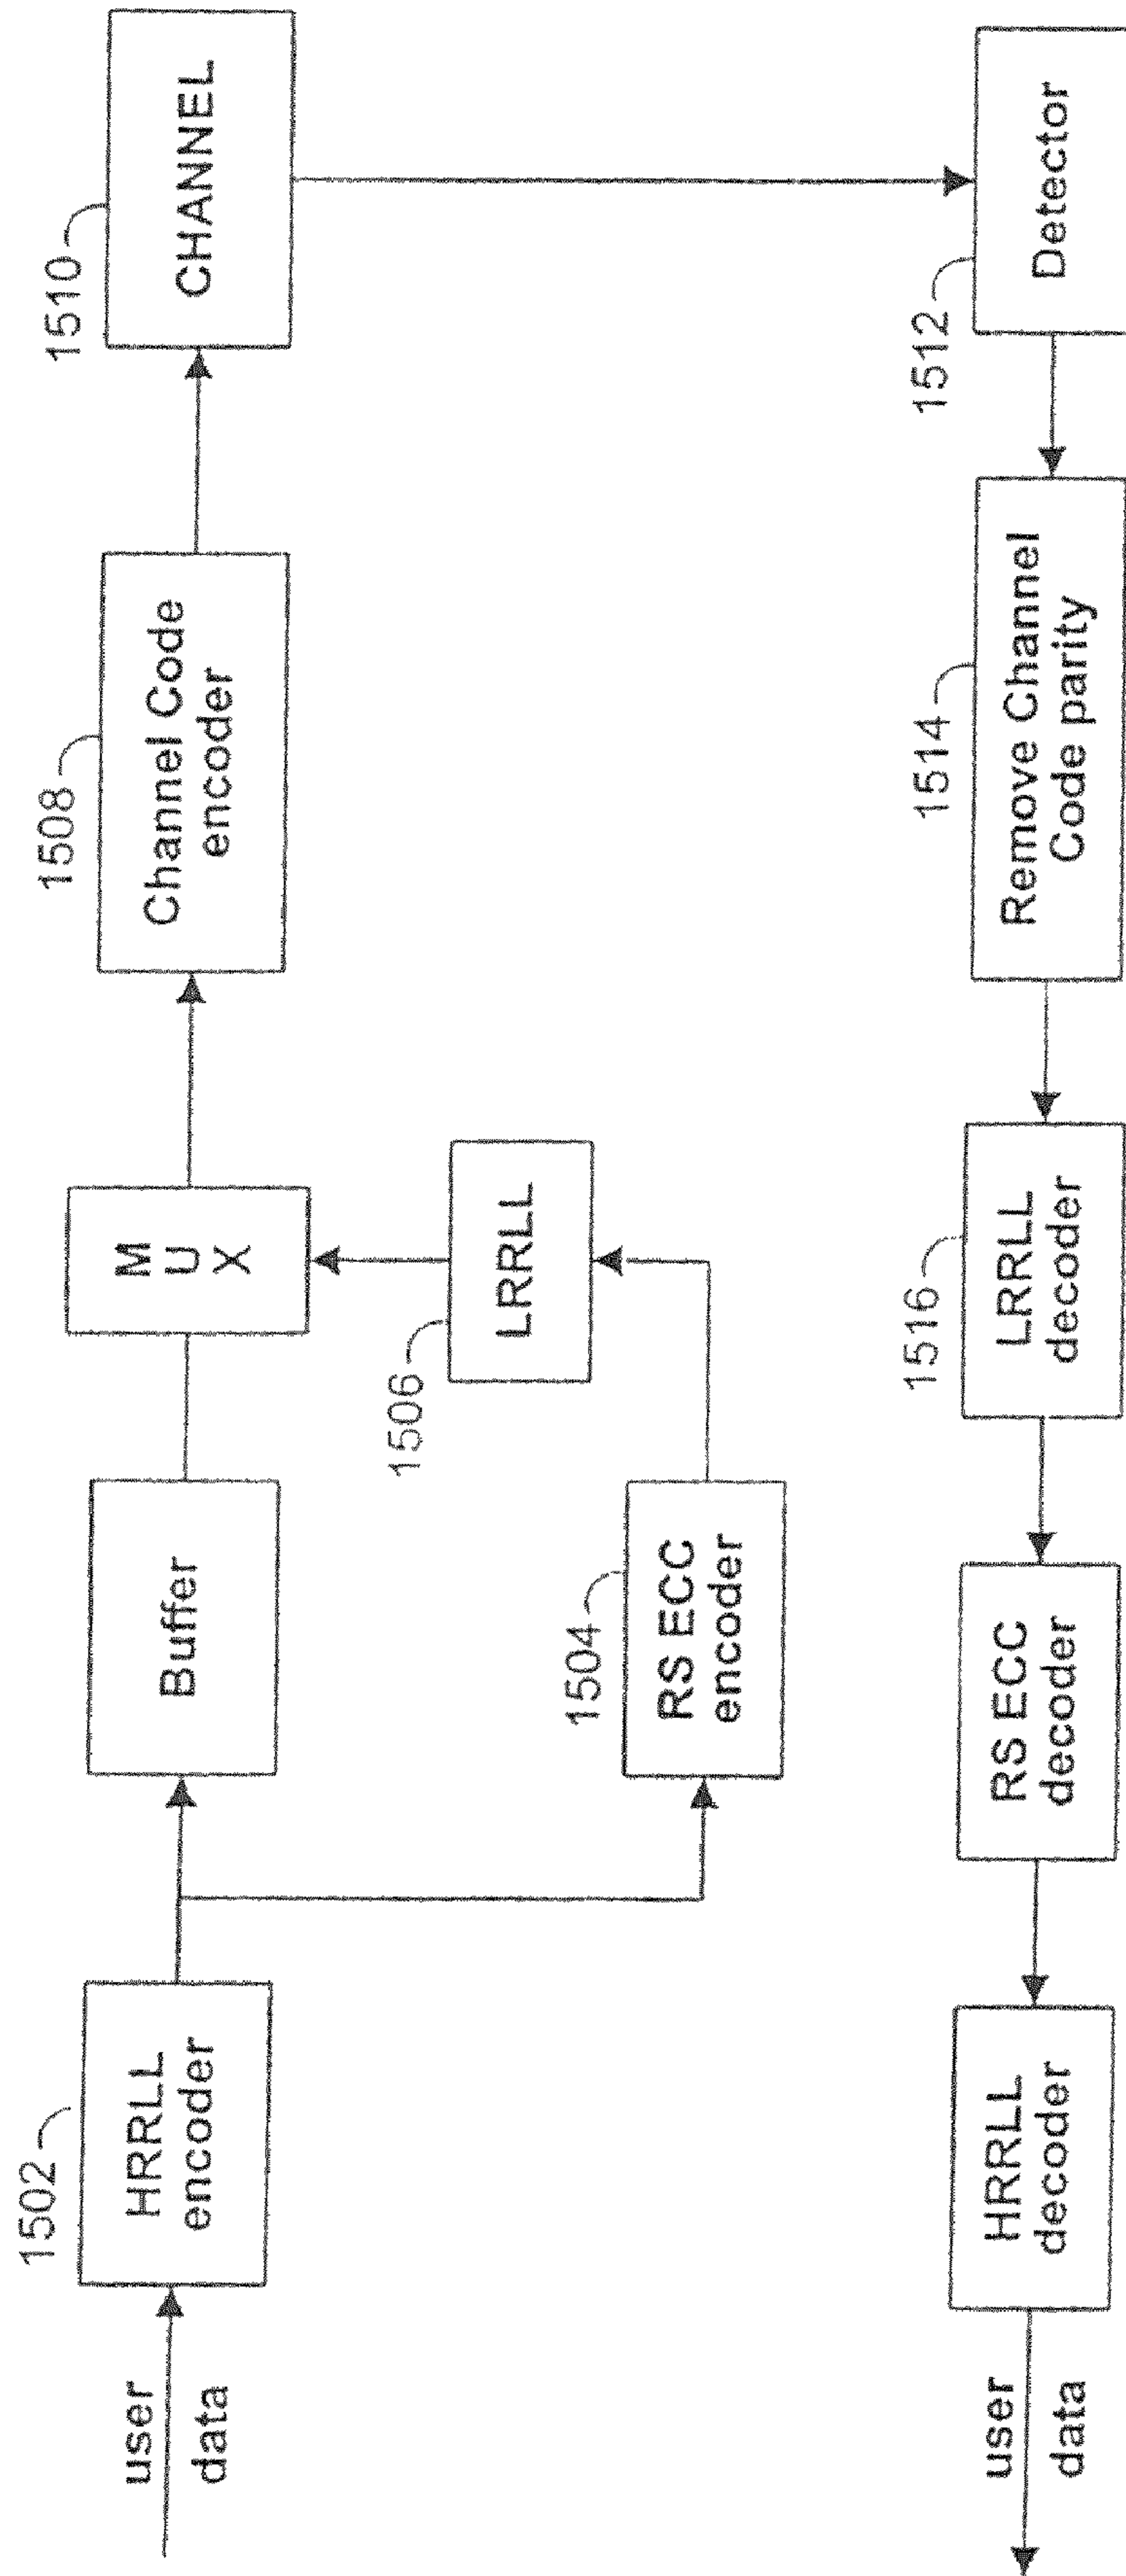 user
data
1502
HRRLL
encoder
Buffer
1504
RS ECC
encoder
1506
LRRLL
M
U
X
1508
Channel Code
encoder
1510
CHANNEL
1512
Detector
1514
Remove Channel
Code parity
1516
LRRLL
decoder
RS ECC
decoder
HRRLL
decoder
user
data